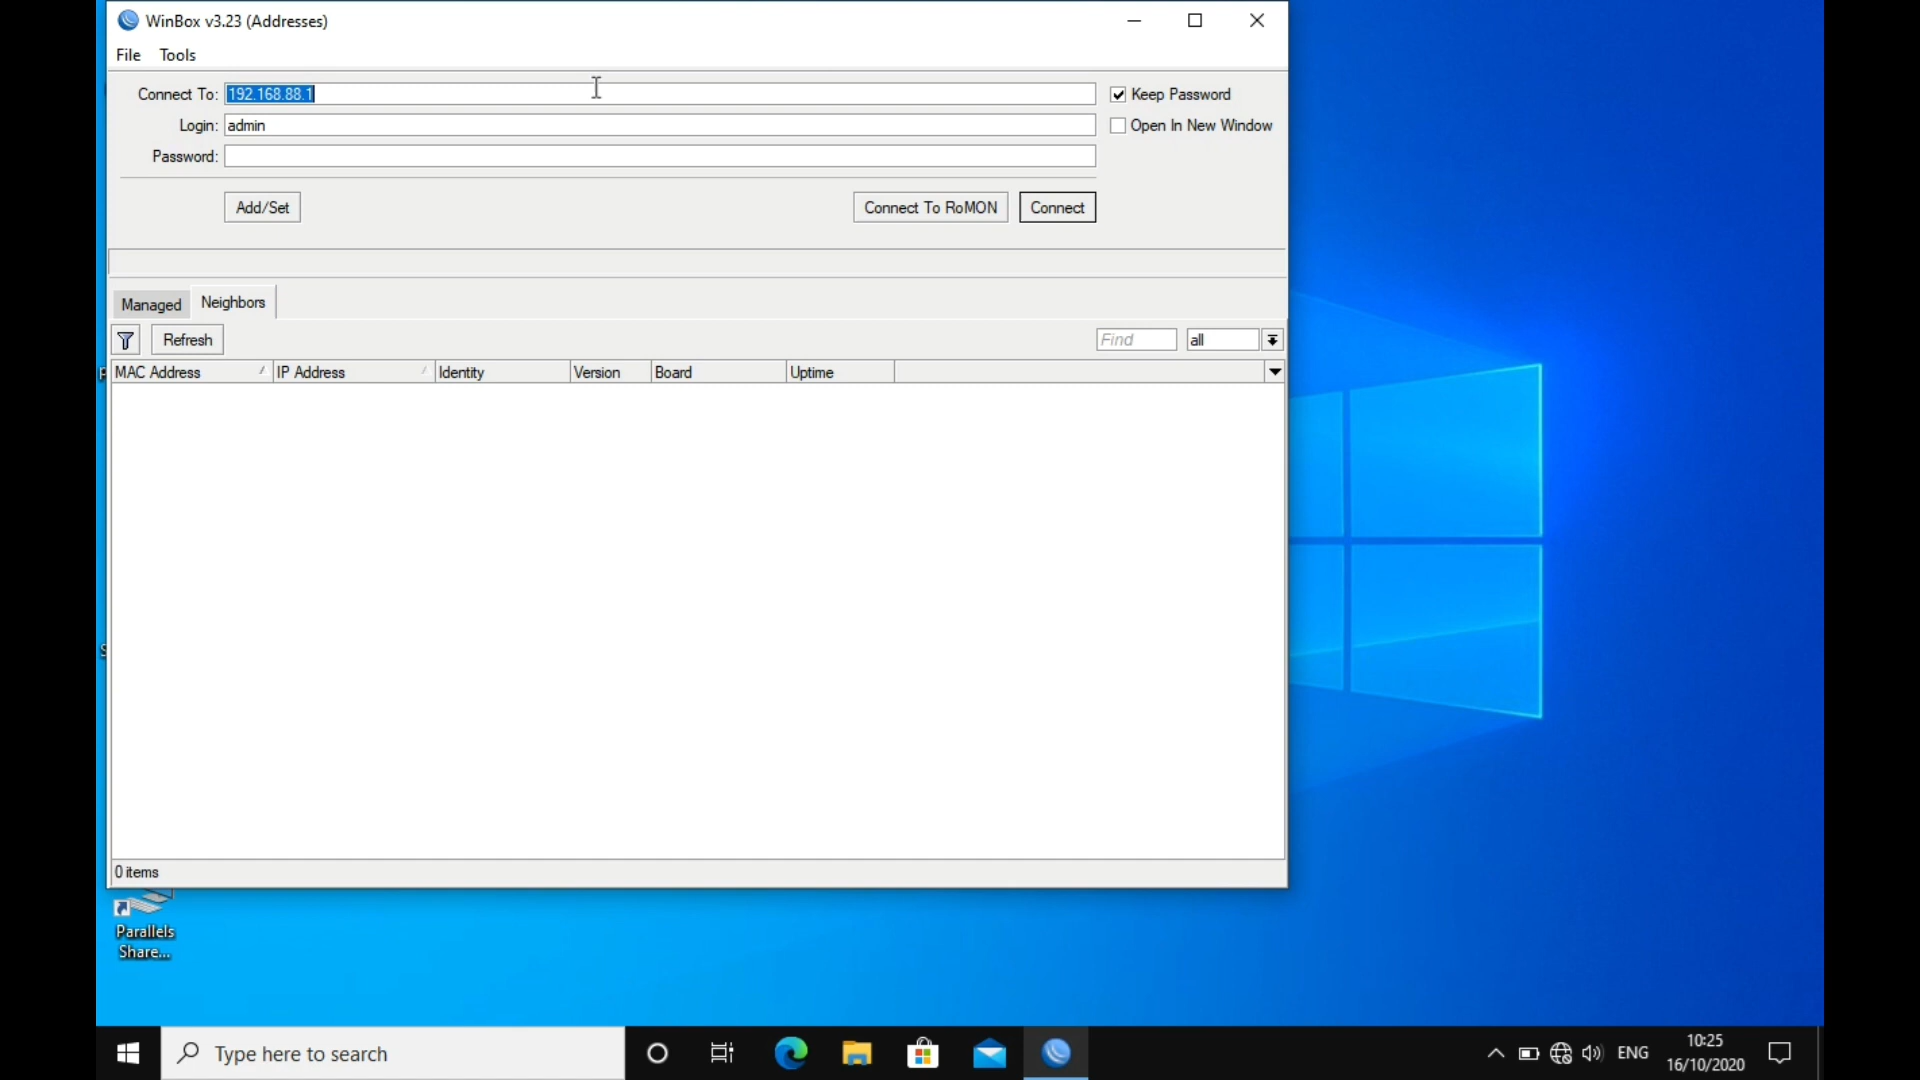 WinBox v3.23 (Addresses)
File Tools
Connect To: 192.168.88.1
Keep Password
Login: admin
Open In New Window
Password:
Add/Set
Connect To RoMON
Connect
Managed
Neighbors
Refresh
Find
all
MAC Address
IP Address
Identity
Version
Board
Uptime
0 items
Parallels
Share...
Type here to search
ENG
10:25
16/10/2020